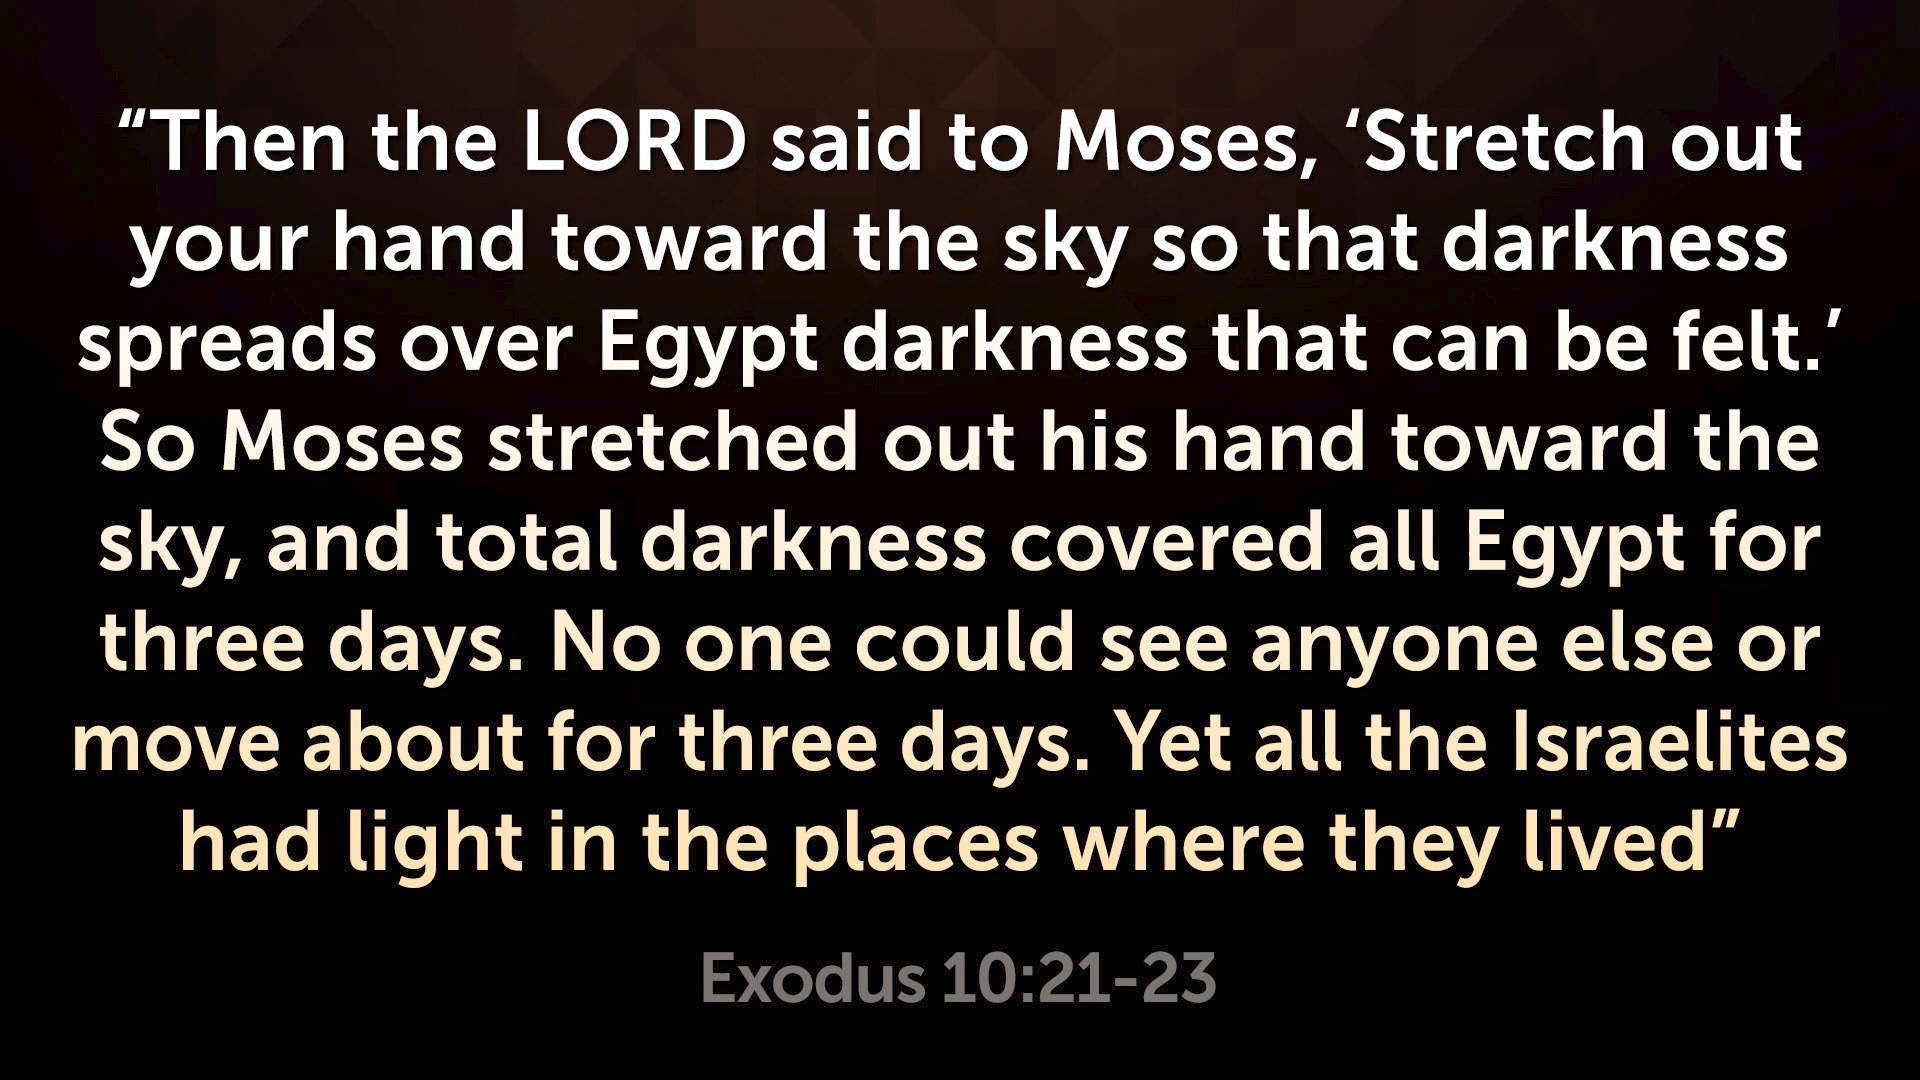 “Then the LORD said to Moses, ‘Stretch out
your hand toward the sky so that darkness
spreads over Egypt darkness that can be felt.’
So Moses stretched out his hand toward the
sky, and total darkness covered all Egypt for
three days. No one could see anyone else or
move about for three days. Yet all the Israelites
had light in the places where they lived”
Exodus 10:21-23